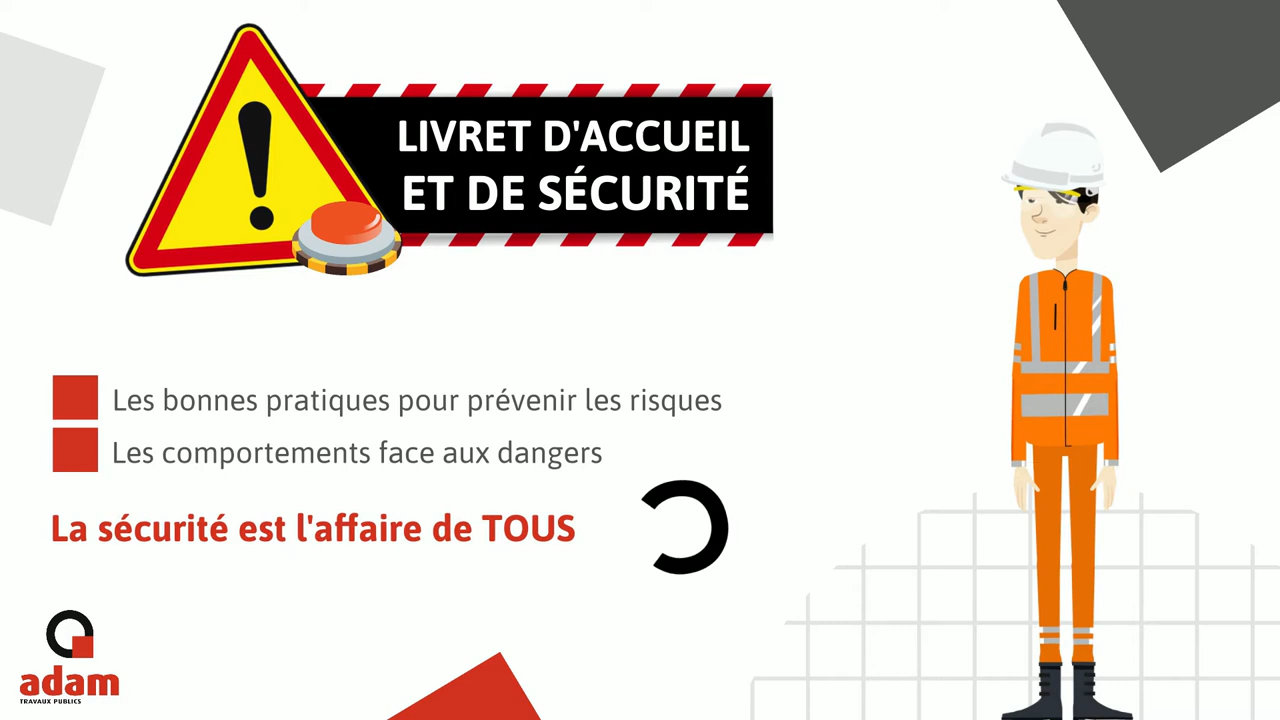 LIVRET D'ACCUEIL
ET DE SÉCURITÉ
Les bonnes pratiques pour prévenir les risques
Les comportements face aux dangers
La sécurité est l'affaire de TOUS
adam
TRAVAUX PUBLICS